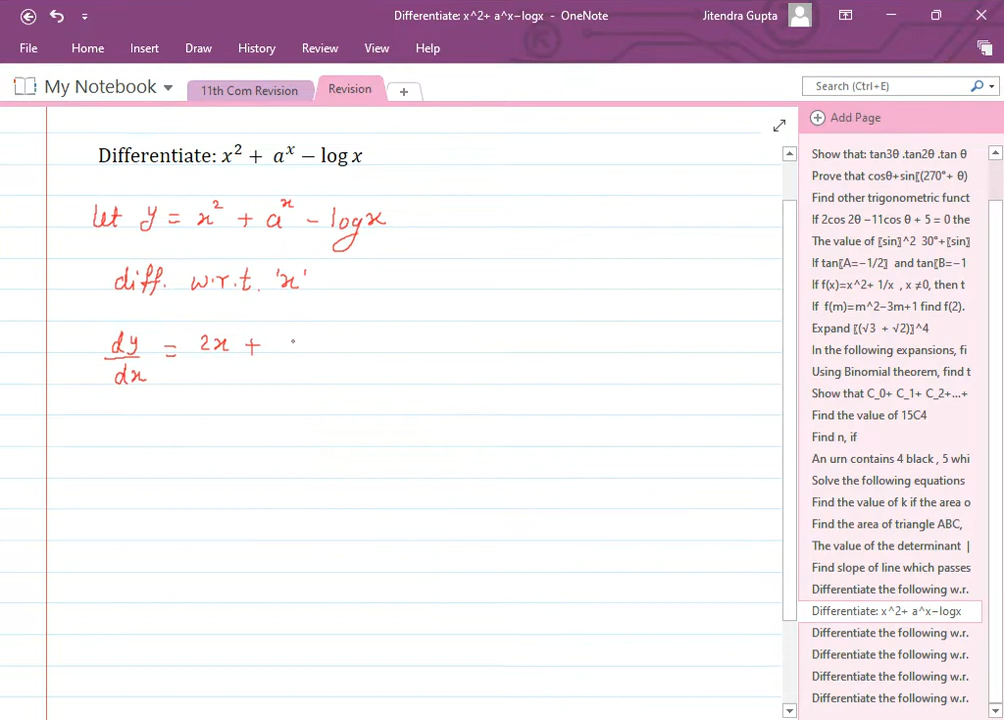 Differentiate: x^2+ a^x−logx - OneNote
Jitendra Gupta
File Home Insert Draw History Review View Help
My Notebook
11th Com Revision
Revision
+
Search (Ctrl+E)
Add Page
Differentiate: x² + aˣ − log x
let y = x² + aˣ − logx
diff. w.r.t. 'x'
dy/dx = 2x +
Show that: tan3θ .tan2θ .tan θ
Prove that cosθ+sin⟦(270°+ θ)
Find other trigonometric funct
If 2cos 2θ −11cos θ + 5 = 0 the
The value of ⟦sin⟧^2 30°+⟦sin⟧
If tan⟦A=−1/2⟧ and tan⟦B=−1
If f(x)=x^2+ 1/x , x ≠0, then t
If f(m)=m^2−3m+1 find f(2).
Expand ⟦(√3 + √2)⟧^4
In the following expansions, fi
Using Binomial theorem, find t
Show that C_0+ C_1+ C_2+...+
Find the value of 15C4
Find n, if
An urn contains 4 black , 5 whi
Solve the following equations
Find the value of k if the area o
Find the area of triangle ABC,
The value of the determinant |
Find slope of line which passes
Differentiate the following w.r.
Differentiate: x^2+ a^x−logx
Differentiate the following w.r.
Differentiate the following w.r.
Differentiate the following w.r.
Differentiate the following w.r.